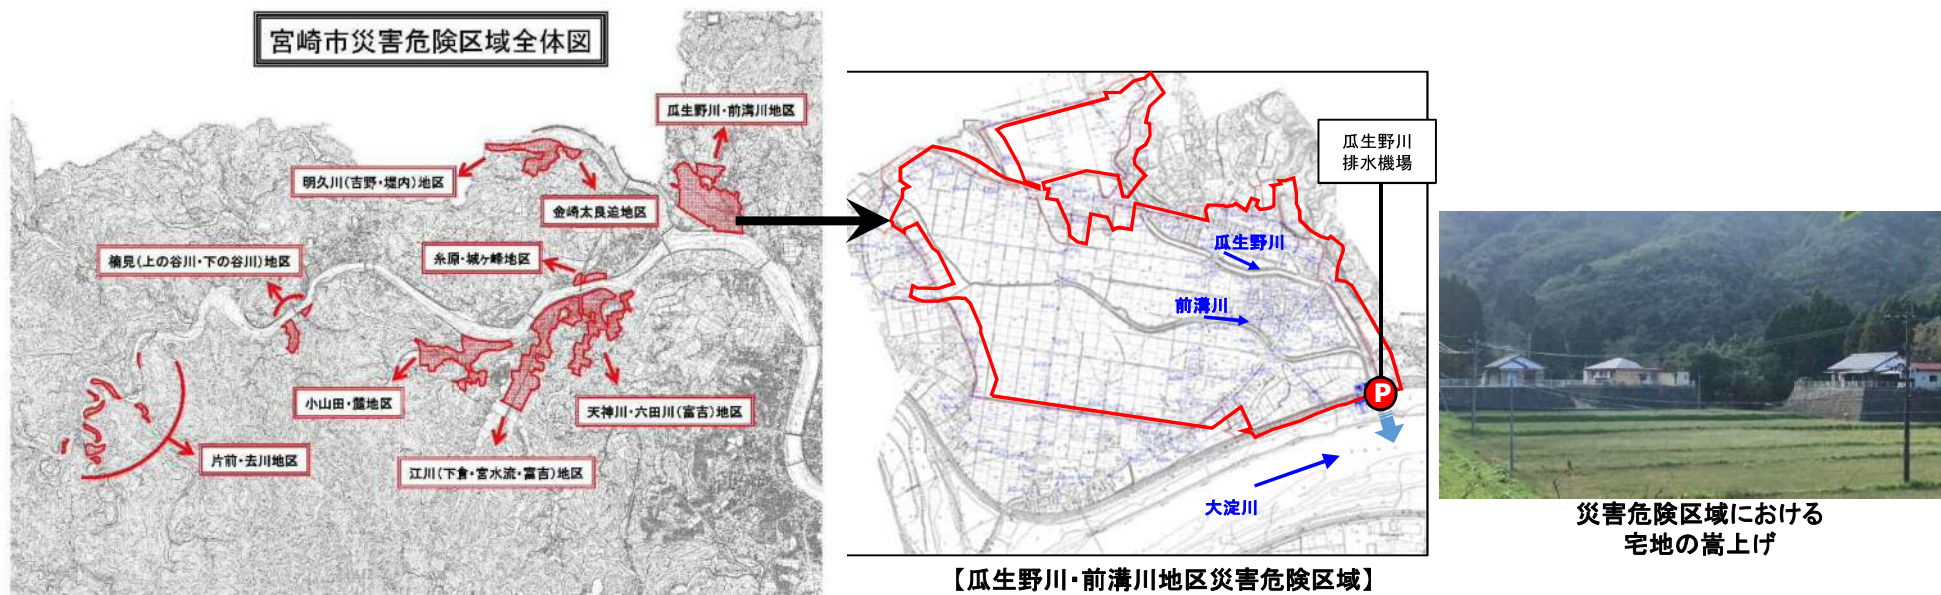 宮崎市災害危険区域全体図
瓜生野川・前溝川地区
明久川(吉野・堤内)地区
金崎太良迫地区
糸原・城ヶ峰地区
楠見(上の谷川・下の谷川)地区
小山田・麓地区
天神川・六田川(富吉)地区
片前・去川地区
江川(下倉・宮水流・富吉)地区
瓜生野川
排水機場
瓜生野川
前溝川
P
大淀川
【瓜生野川・前溝川地区災害危険区域】
災害危険区域における
宅地の嵩上げ